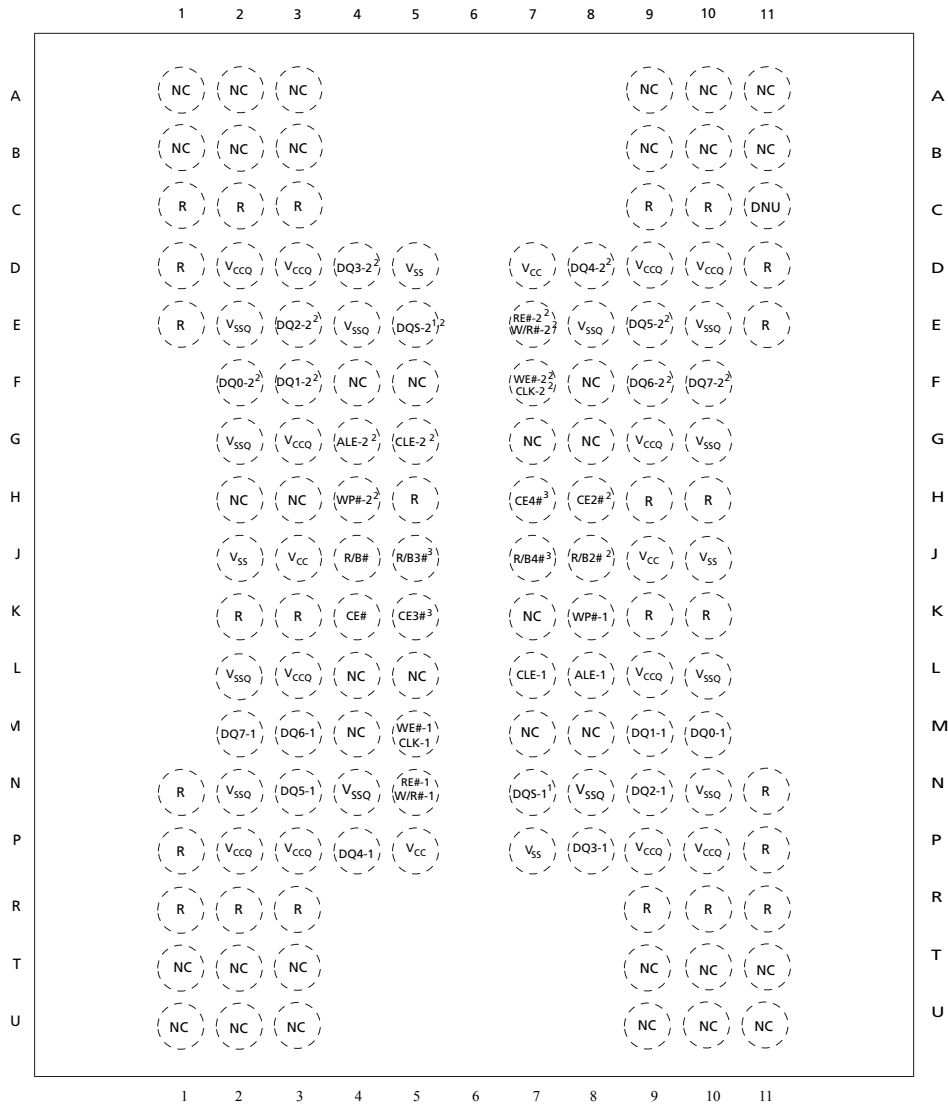 1 2 3 4 5 6 7 8 9 10 11
A NC NC NC NC NC NC A
B NC NC NC NC NC NC B
C R R R R R DNU C
D R VCCQ VCCQ DQ3-2² VSS VCC DQ4-2² VCCQ VCCQ R D
E R VSSQ DQ2-2² VSSQ DQS-2¹,² RE#-2² VSSQ DQ5-2² VSSQ R E
W/R#-2²
F DQ0-2² DQ1-2² NC NC WE#-2² NC DQ6-2² DQ7-2² F
CLK-2²
G VSSQ VCCQ ALE-2² CLE-2² NC NC VCCQ VSSQ G
H NC NC WP#-2² R CE4#³ CE2#² R R H
J VSS VCC R/B# R/B3#³ R/B4#³ R/B2#² VCC VSS J
K R R CE# CE3#³ NC WP#-1 R R K
L VSSQ VCCQ NC NC CLE-1 ALE-1 VCCQ VSSQ L
M DQ7-1 DQ6-1 NC WE#-1 NC NC DQ1-1 DQ0-1 M
CLK-1
N R VSSQ DQ5-1 VSSQ RE#-1 DQS-1¹ VSSQ DQ2-1 VSSQ R N
W/R#-1
P R VCCQ VCCQ DQ4-1 VCC VSS DQ3-1 VCCQ VCCQ R P
R R R R R R R R
T NC NC NC NC NC NC T
U NC NC NC NC NC NC U
1 2 3 4 5 6 7 8 9 10 11